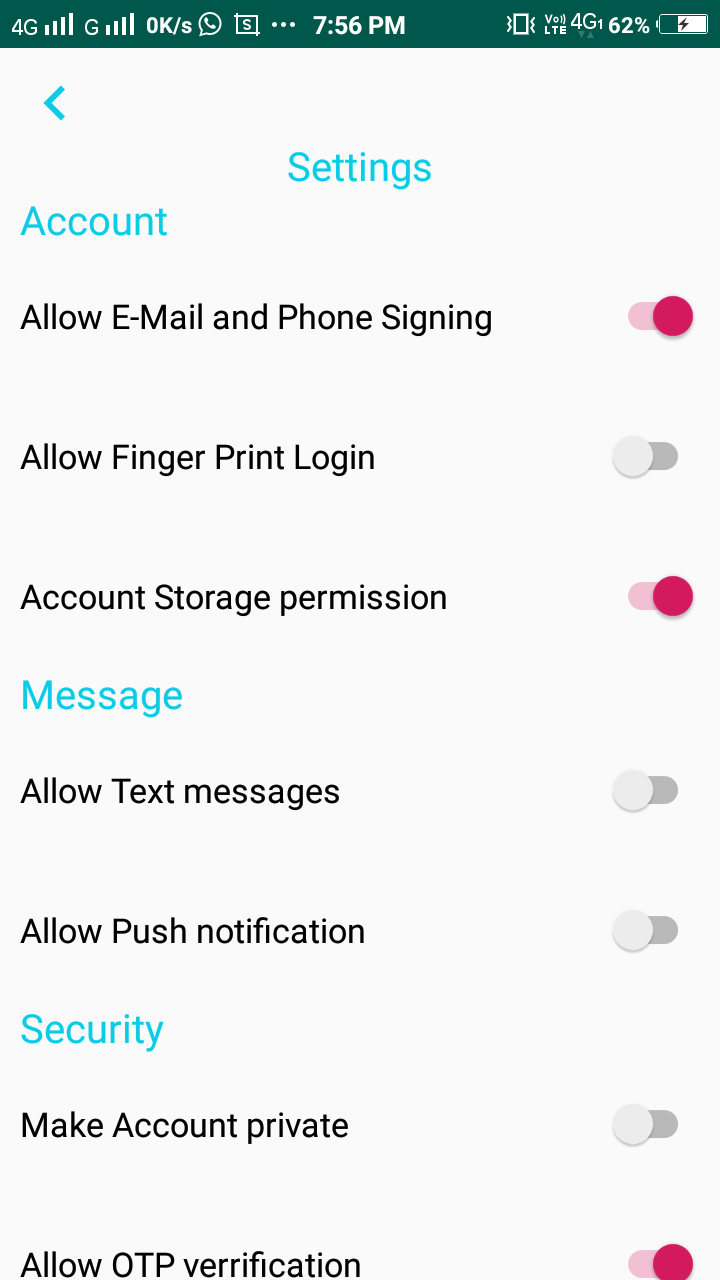 4G G 0K/s S ... 7:56 PM Vo)) LTE 4G1 62%
Settings
Account
Allow E-Mail and Phone Signing
Allow Finger Print Login
Account Storage permission
Message
Allow Text messages
Allow Push notification
Security
Make Account private
Allow OTP verrification